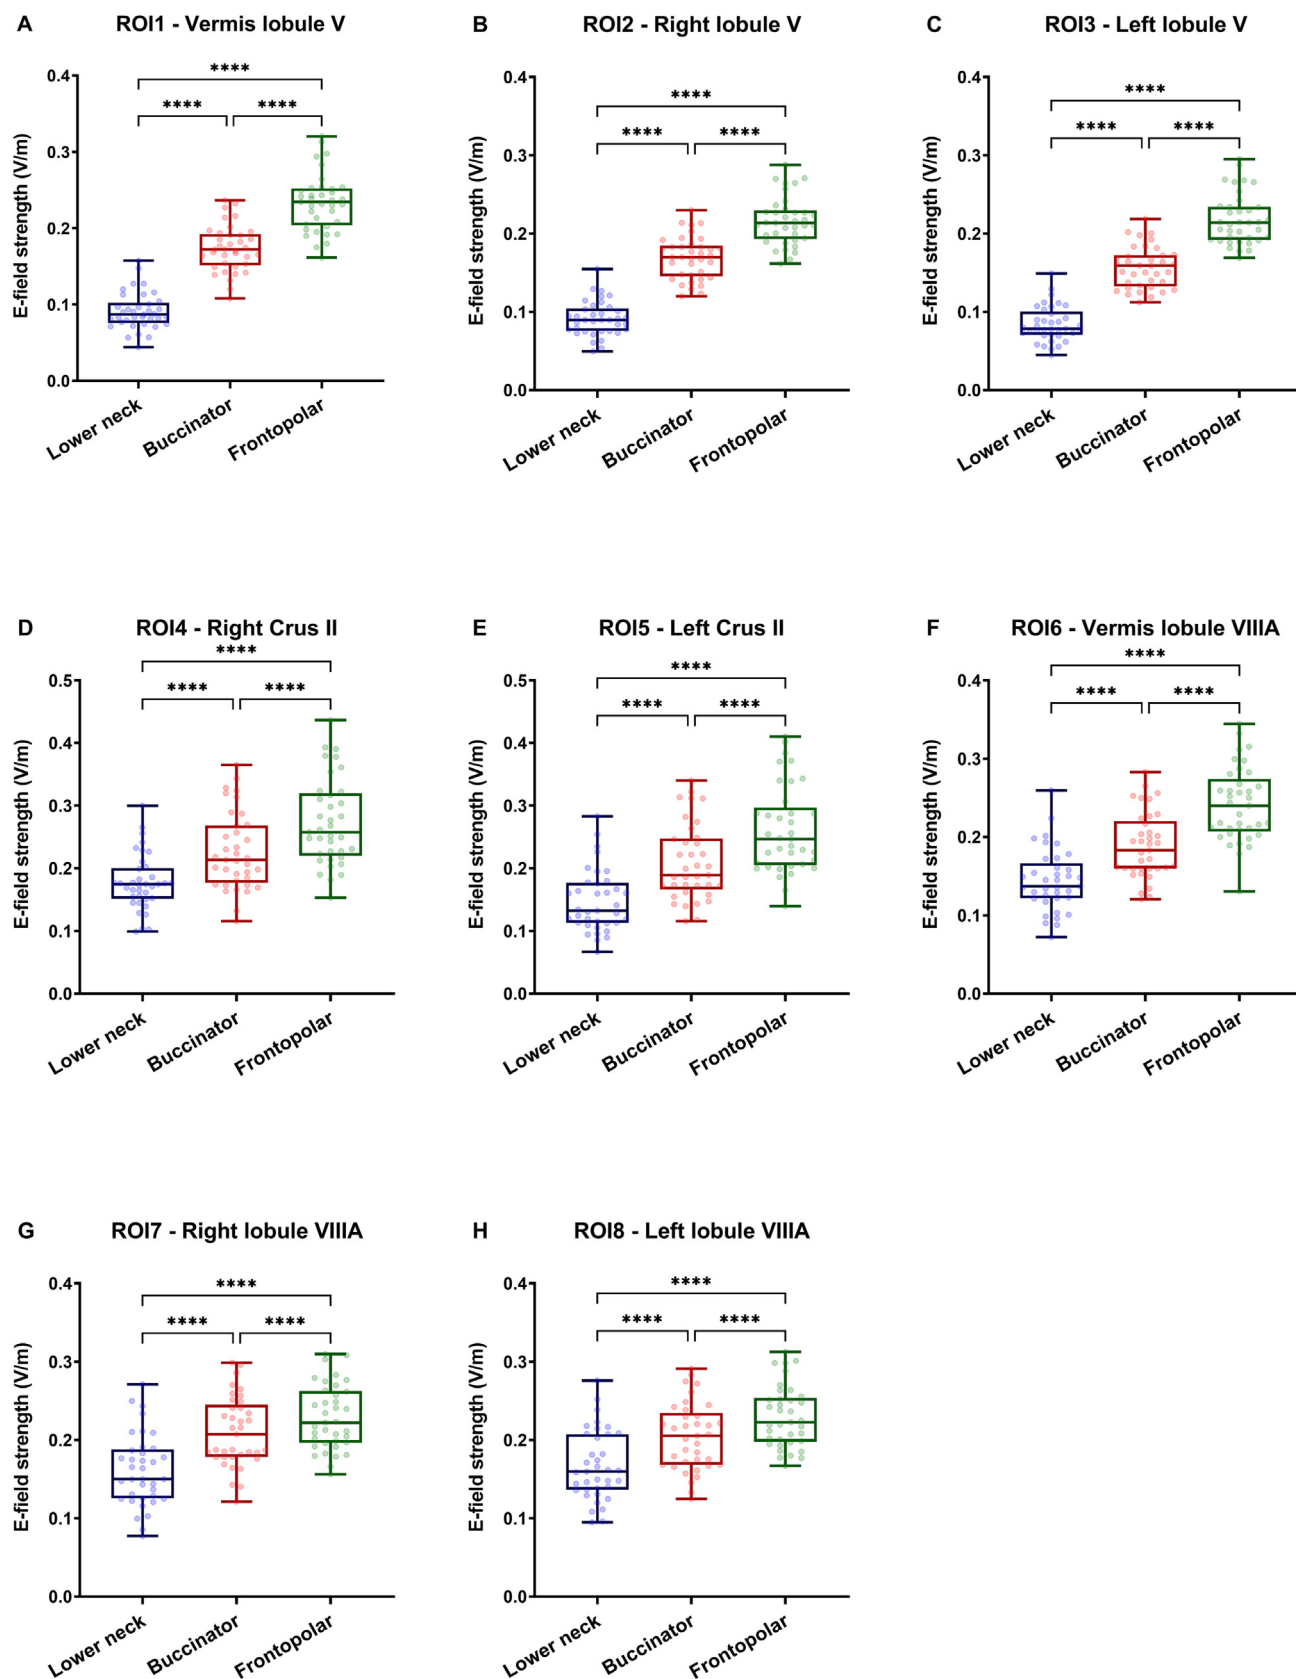 A ROI1 - Vermis lobule V
E-field strength (V/m)
0.4
0.3
0.2
0.1
0.0
****
**** ****
Lower neck Buccinator Frontopolar
B ROI2 - Right lobule V
E-field strength (V/m)
0.4
0.3
0.2
0.1
0.0
****
**** ****
Lower neck Buccinator Frontopolar
C ROI3 - Left lobule V
E-field strength (V/m)
0.4
0.3
0.2
0.1
0.0
****
**** ****
Lower neck Buccinator Frontopolar
D ROI4 - Right Crus II
E-field strength (V/m)
0.5
0.4
0.3
0.2
0.1
0.0
****
**** ****
Lower neck Buccinator Frontopolar
E ROI5 - Left Crus II
E-field strength (V/m)
0.5
0.4
0.3
0.2
0.1
0.0
****
**** ****
Lower neck Buccinator Frontopolar
F ROI6 - Vermis lobule VIIIA
E-field strength (V/m)
0.4
0.3
0.2
0.1
0.0
****
**** ****
Lower neck Buccinator Frontopolar
G ROI7 - Right lobule VIIIA
E-field strength (V/m)
0.4
0.3
0.2
0.1
0.0
****
**** ****
Lower neck Buccinator Frontopolar
H ROI8 - Left lobule VIIIA
E-field strength (V/m)
0.4
0.3
0.2
0.1
0.0
****
**** ****
Lower neck Buccinator Frontopolar